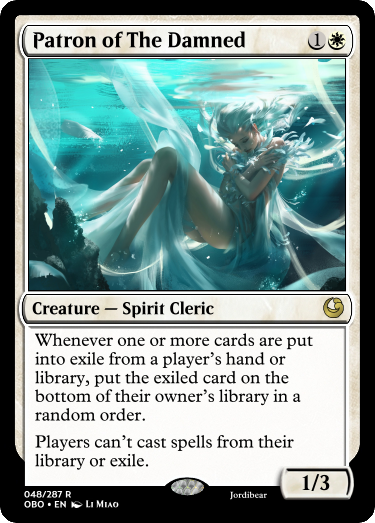 Patron of The Damned 1
Creature — Spirit Cleric
Whenever one or more cards are put
into exile from a player's hand or
library, put the exiled card on the
bottom of their owner's library in a
random order.
Players can't cast spells from their
library or exile.
1/3
048/287 R
OBO • EN Li Miao
Jordibear